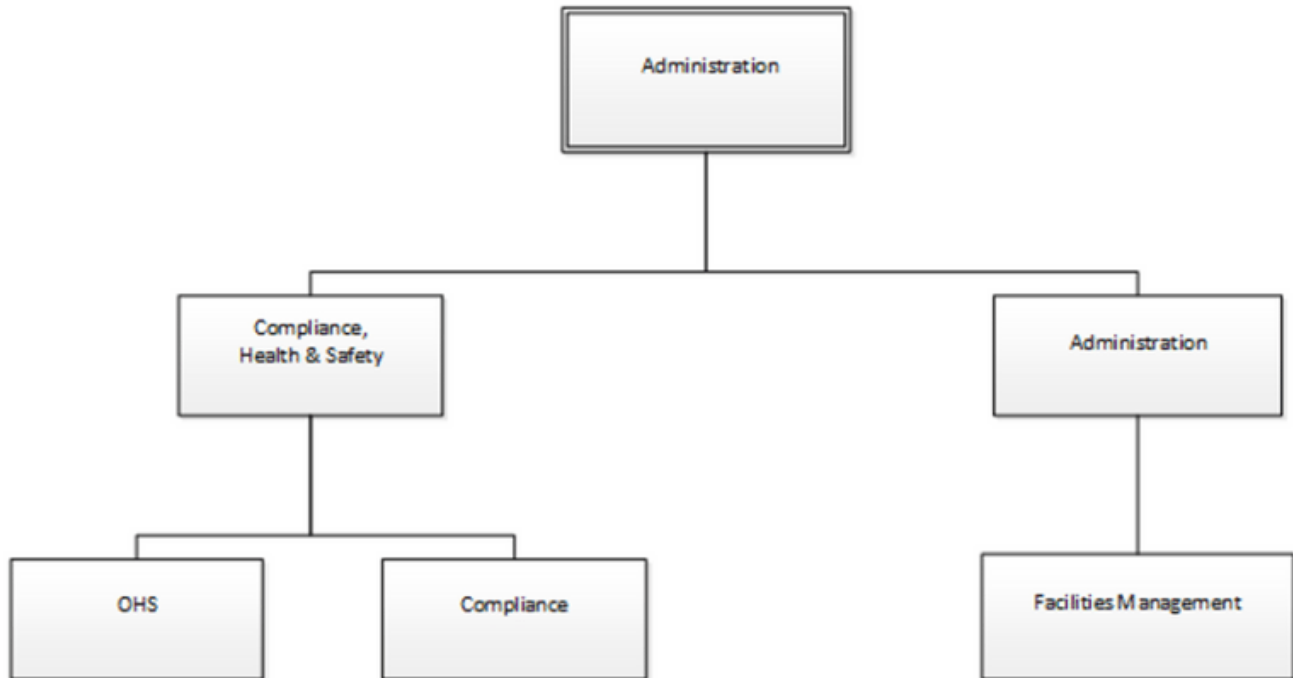 Administration
Compliance,
Health & Safety
Administration
OHS
Compliance
Facilities Management